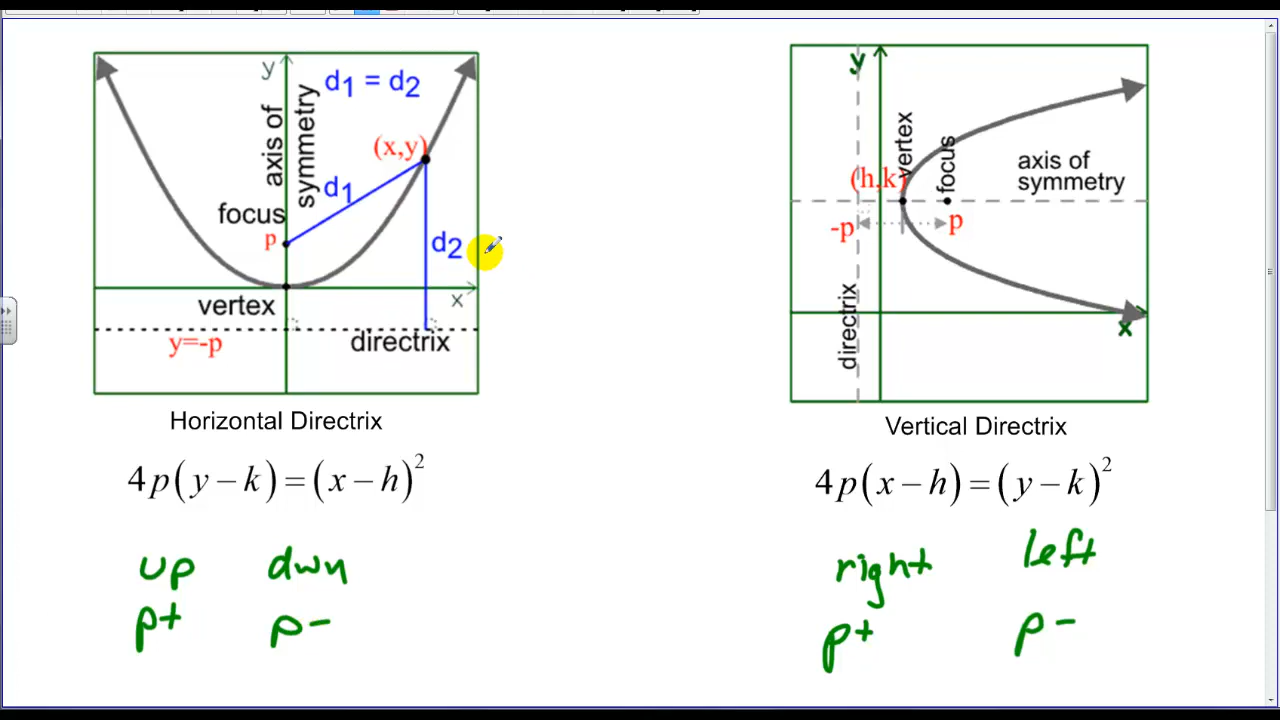 y
d1 = d2
axis of
symmetry
(x,y)
d1
focus
p
d2
vertex
x
y=-p
directrix
Horizontal Directrix
4p(y − k) = (x − h)²
up dwn
p+ p-
y
vertex
focus
(h,k)
axis of
symmetry
-p
p
directrix
x
Vertical Directrix
4p(x − h) = (y − k)²
right left
p+ p-